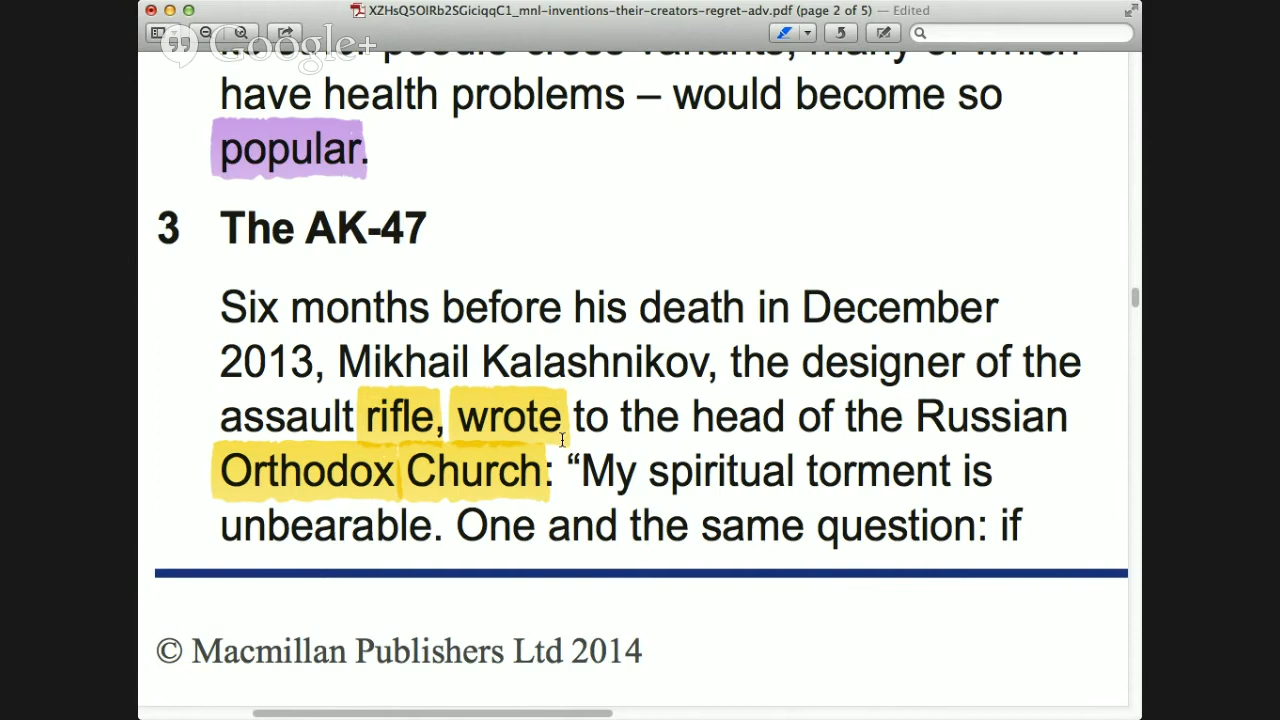 XZHsQ5OlRb2SGiciqqC1_mnl-inventions-their-creators-regret-adv.pdf (page 2 of 5) — Edited
Google+
many of which
have health problems – would become so
popular.
3 The AK-47
Six months before his death in December
2013, Mikhail Kalashnikov, the designer of the
assault rifle, wrote to the head of the Russian
Orthodox Church: “My spiritual torment is
unbearable. One and the same question: if
© Macmillan Publishers Ltd 2014